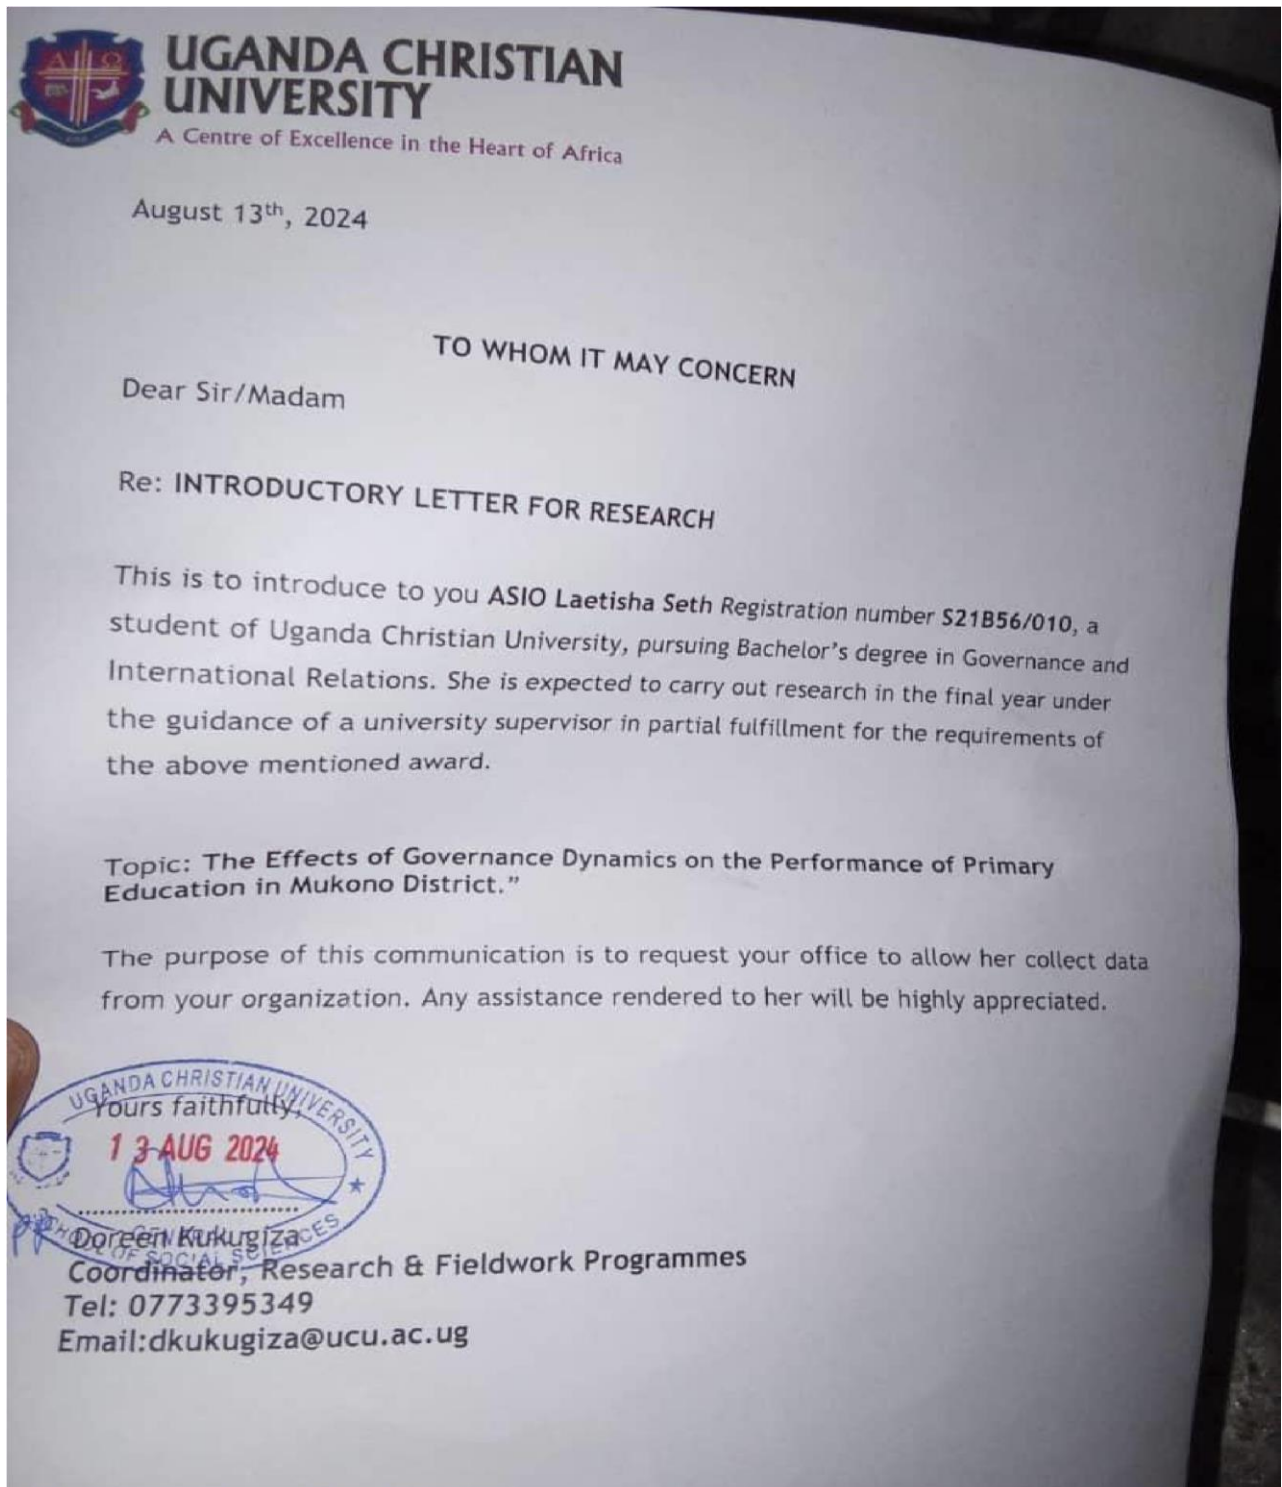 UGANDA CHRISTIAN
UNIVERSITY
A Centre of Excellence in the Heart of Africa
August 13th, 2024
TO WHOM IT MAY CONCERN
Dear Sir/Madam
Re: INTRODUCTORY LETTER FOR RESEARCH
This is to introduce to you ASIO Laetisha Seth Registration number S21B56/010, a
student of Uganda Christian University, pursuing Bachelor's degree in Governance and
International Relations. She is expected to carry out research in the final year under
the guidance of a university supervisor in partial fulfillment for the requirements of
the above mentioned award.
Topic: The Effects of Governance Dynamics on the Performance of Primary
Education in Mukono District.”
The purpose of this communication is to request your office to allow her collect data
from your organization. Any assistance rendered to her will be highly appreciated.
UGANDA CHRISTIAN UNIVERSITY
Yours faithfully,
13 AUG 2024
pp
Doreen Kukugiza
SCHOOL OF SOCIAL SCIENCES
Coordinator, Research & Fieldwork Programmes
Tel: 0773395349
Email:dkukugiza@ucu.ac.ug